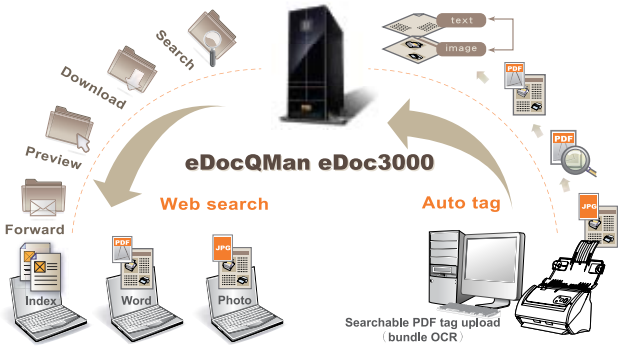 text
image
Search
Download
Preview
Forward
PDF
PDF
JPG
eDocQMan eDoc3000
Web search
Auto tag
PDF
JPG
Index
Word
Photo
Searchable PDF tag upload
（bundle OCR）